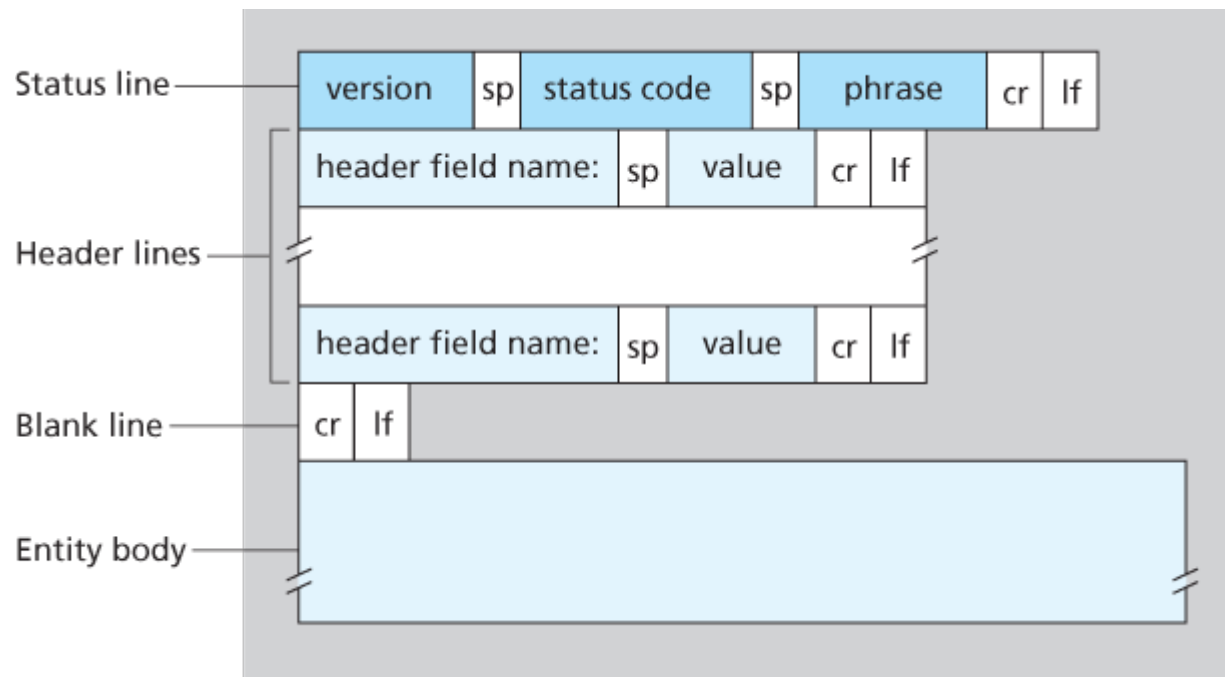 Status line version sp status code sp phrase cr lf
header field name: sp value cr lf
Header lines
header field name: sp value cr lf
Blank line cr lf
Entity body